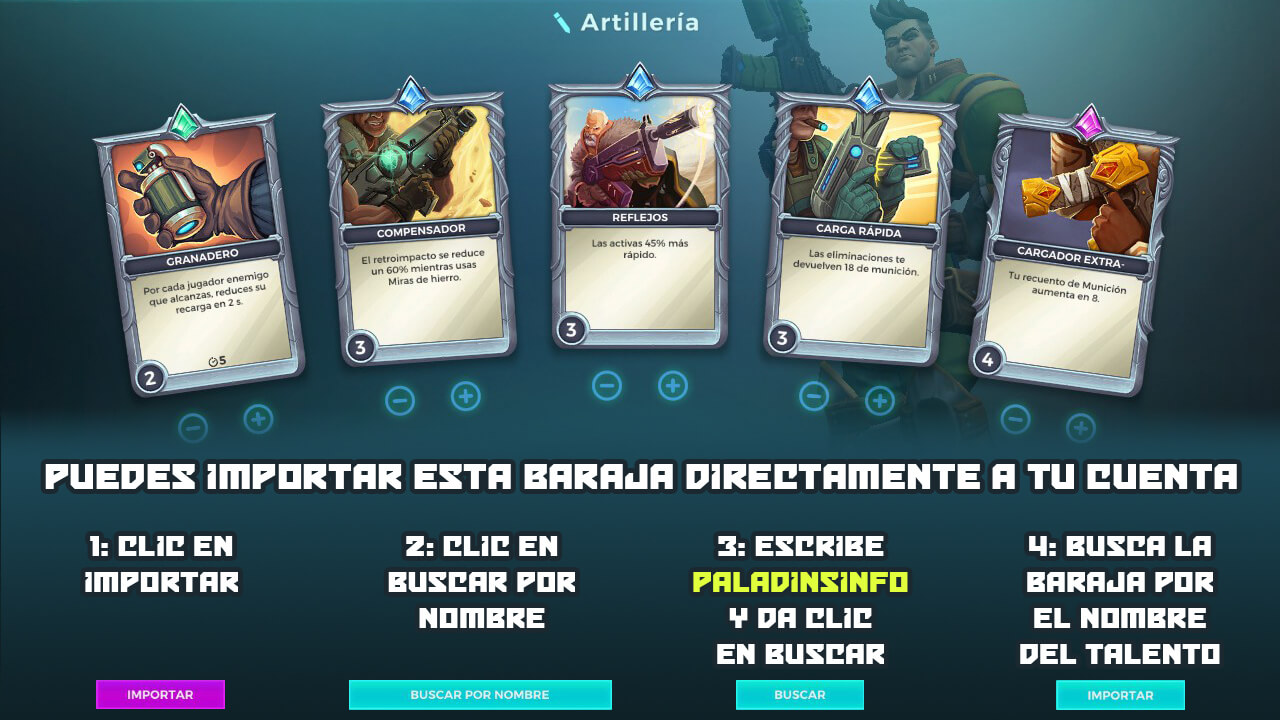 Artillería
GRANADERO
Por cada jugador enemigo
que alcanzas, reduces su
recarga en 2 s.
5
2
COMPENSADOR
El retroimpacto se reduce
un 60% mientras usas
Miras de hierro.
3
REFLEJOS
Las activas 45% más
rápido.
3
CARGA RÁPIDA
Las eliminaciones te
devuelven 18 de munición.
3
CARGADOR EXTRA-
Tu recuento de Munición
aumenta en 8.
4
PUEDES IMPORTAR ESTA BARAJA DIRECTAMENTE A TU CUENTA
1: CLIC EN
IMPORTAR
IMPORTAR
2: CLIC EN
BUSCAR POR
NOMBRE
BUSCAR POR NOMBRE
3: ESCRIBE
PALADINSINFO
Y DA CLIC
EN BUSCAR
BUSCAR
4: BUSCA LA
BARAJA POR
EL NOMBRE
DEL TALENTO
IMPORTAR